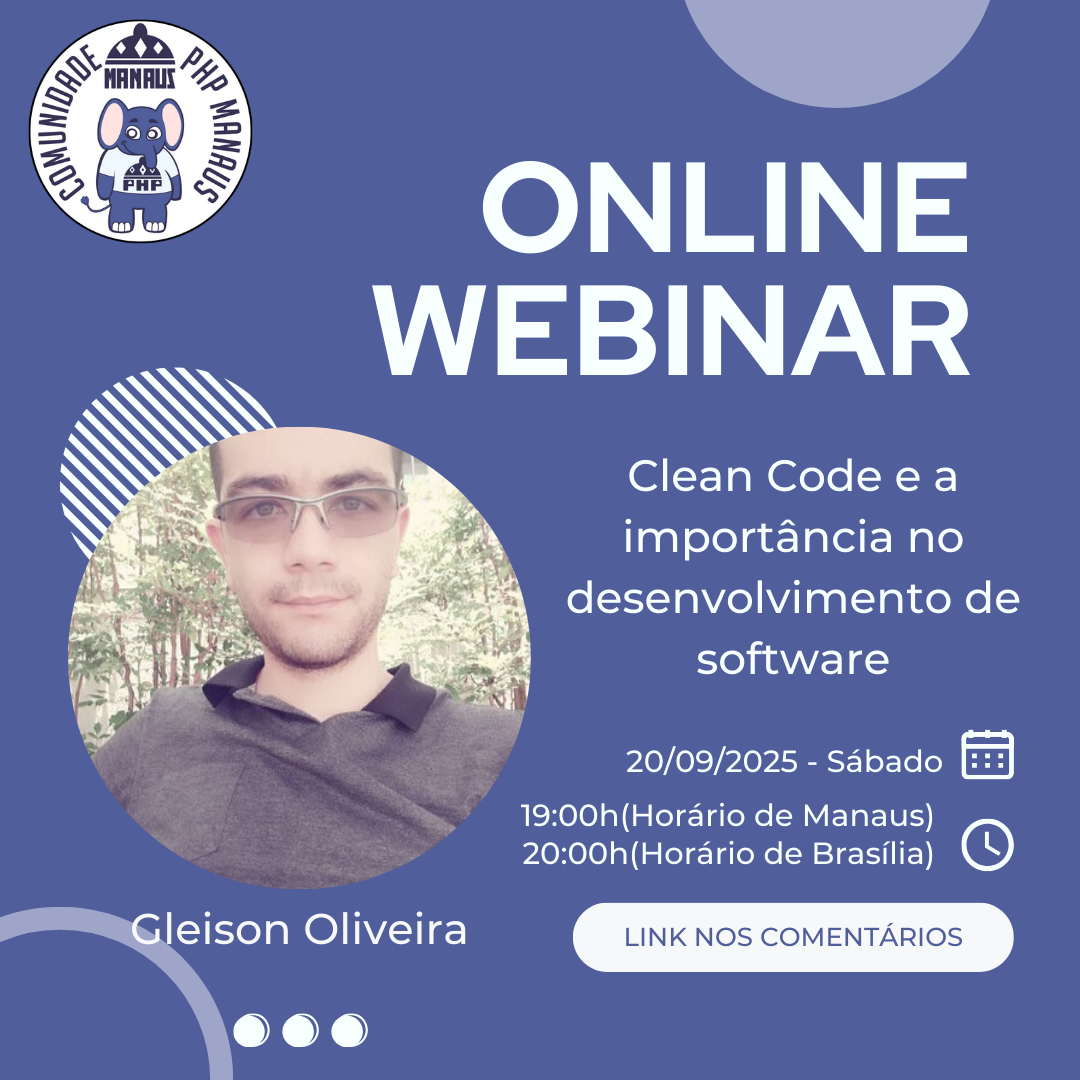 COMUNIDADE PHP MANAUS
MANAUS
PHP
ONLINE
WEBINAR
Clean Code e a
importância no
desenvolvimento de
software
20/09/2025 - Sábado
19:00h(Horário de Manaus)
20:00h(Horário de Brasília)
Gleison Oliveira
LINK NOS COMENTÁRIOS